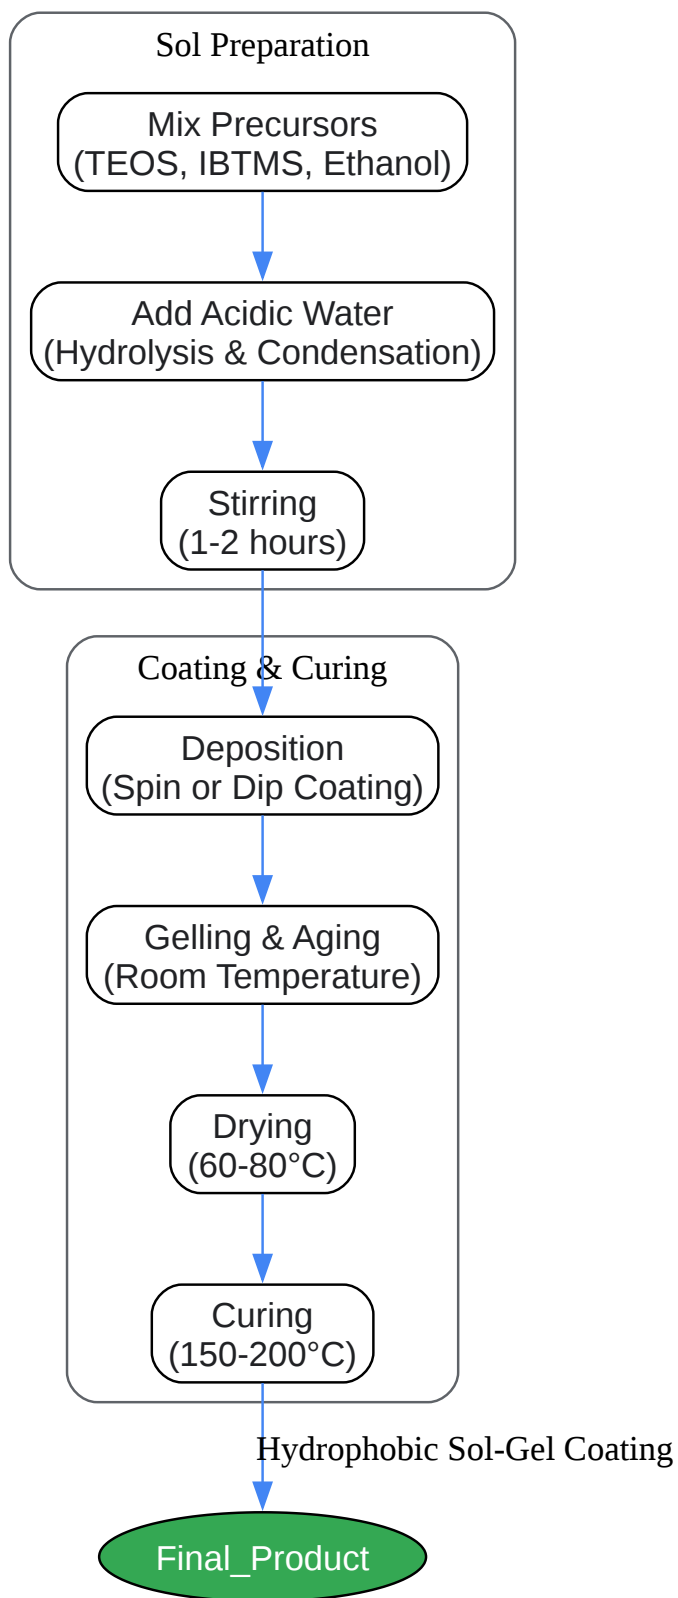 Sol Preparation
Mix Precursors
(TEOS, IBTMS, Ethanol)
Add Acidic Water
(Hydrolysis & Condensation)
Stirring
(1-2 hours)
Coating & Curing
Deposition
(Spin or Dip Coating)
Gelling & Aging
(Room Temperature)
Drying
(60-80°C)
Curing
(150-200°C)
Hydrophobic Sol-Gel Coating
Final_Product